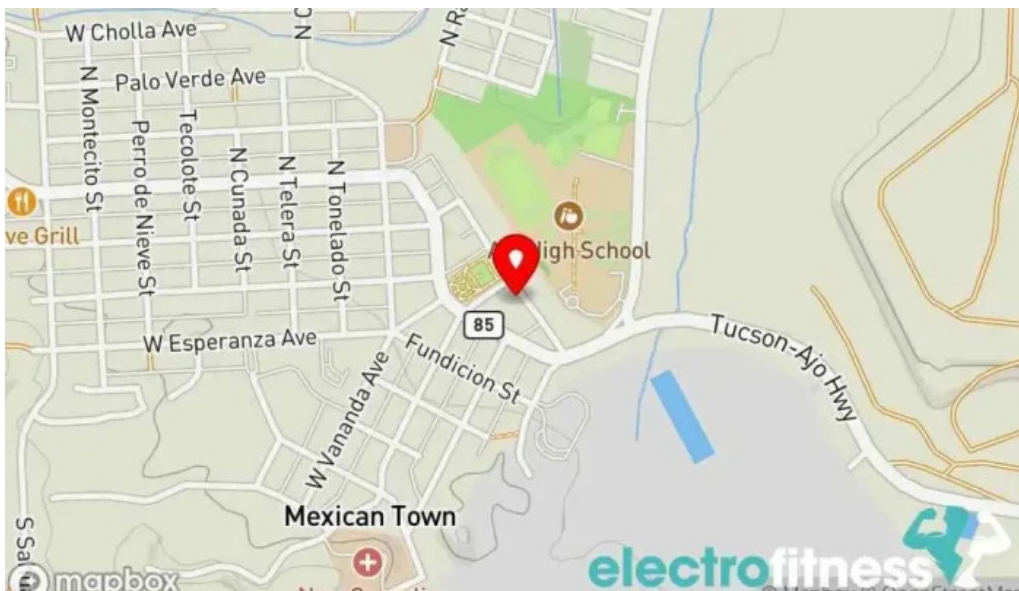 W Cholla Ave
Palo Verde Ave
N Montecito St
Perro de Nieve St
Tecolote St
N Cunada St
N Telera St
N Tonelado St
Grill
High School
85
W Esperanza Ave
Fundicion St
Tucson-Ajo Hwy
W Vananda Ave
Mexican Town
mapbox
electrofitness